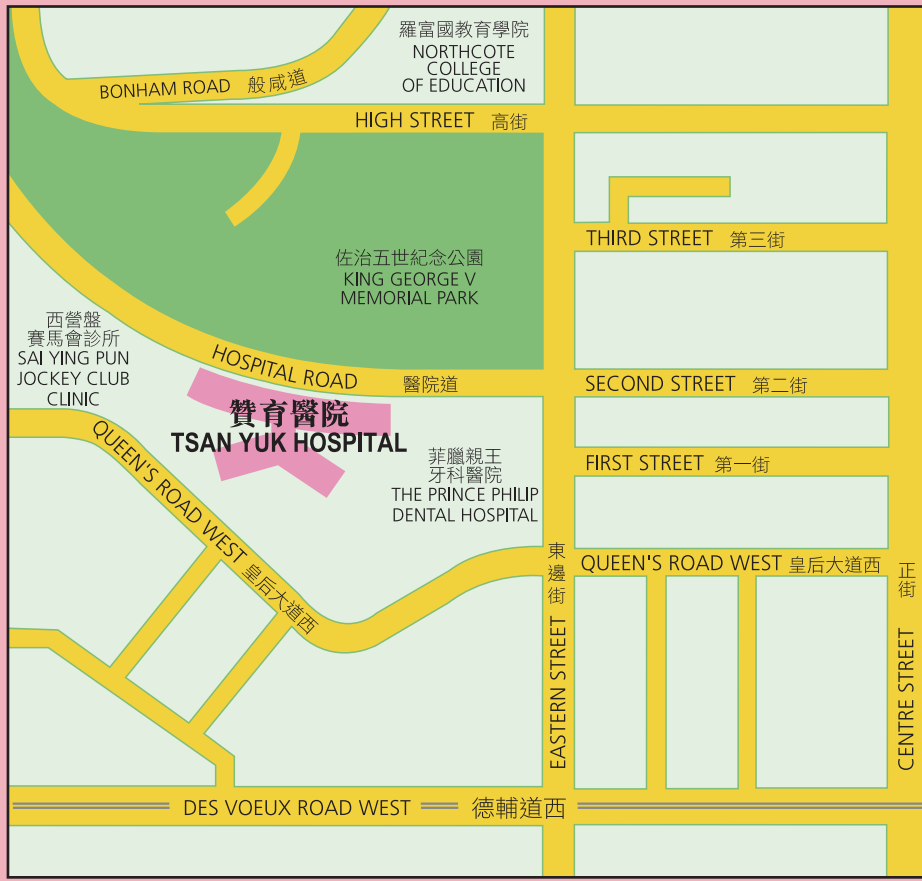 羅富國教育學院
NORTHCOTE
COLLEGE
OF EDUCATION
BONHAM ROAD 般咸道
HIGH STREET 高街
THIRD STREET 第三街
佐治五世紀念公園
KING GEORGE V
MEMORIAL PARK
西營盤
賽馬會診所
SAI YING PUN
JOCKEY CLUB
CLINIC
HOSPITAL ROAD 醫院道
SECOND STREET 第二街
贊育醫院
TSAN YUK HOSPITAL
QUEEN'S ROAD WEST 皇后大道西
菲臘親王
牙科醫院
THE PRINCE PHILIP
DENTAL HOSPITAL
FIRST STREET 第一街
東邊街
EASTERN STREET
QUEEN'S ROAD WEST 皇后大道西
正街
CENTRE STREET
DES VOEUX ROAD WEST 德輔道西